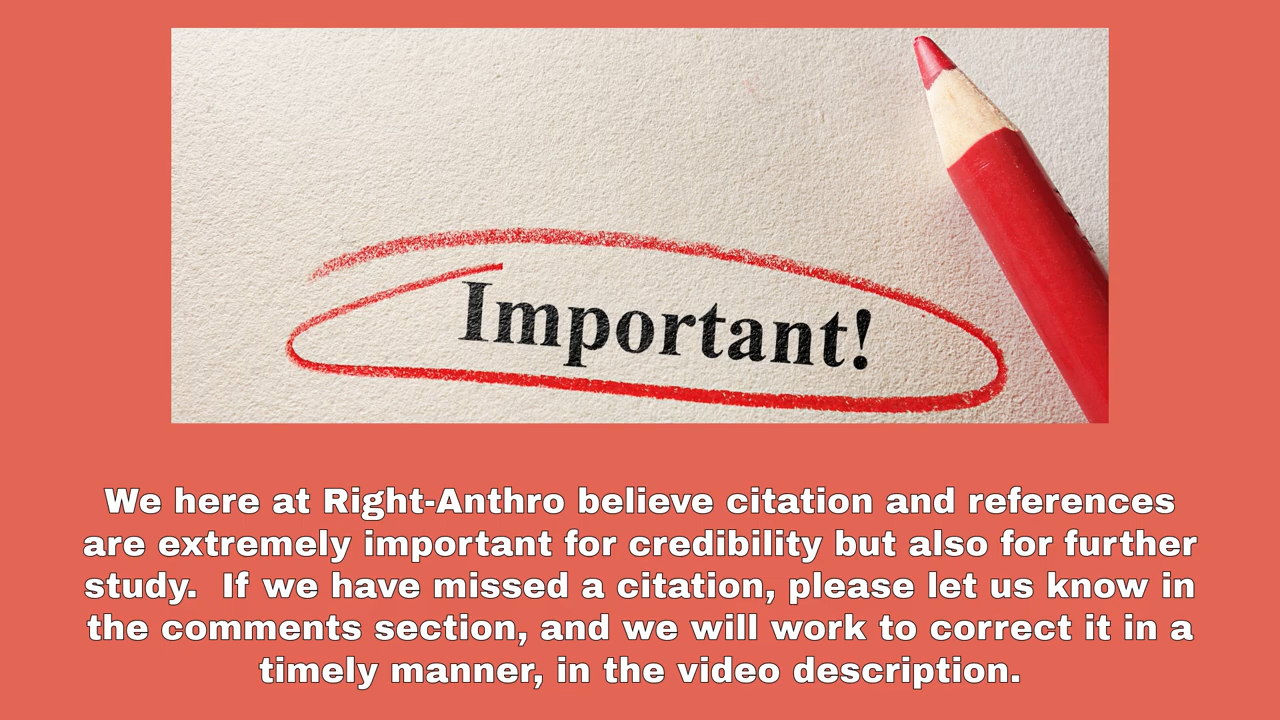 Important!
We here at Right-Anthro believe citation and references
are extremely important for credibility but also for further
study.  If we have missed a citation, please let us know in
the comments section, and we will work to correct it in a
timely manner, in the video description.